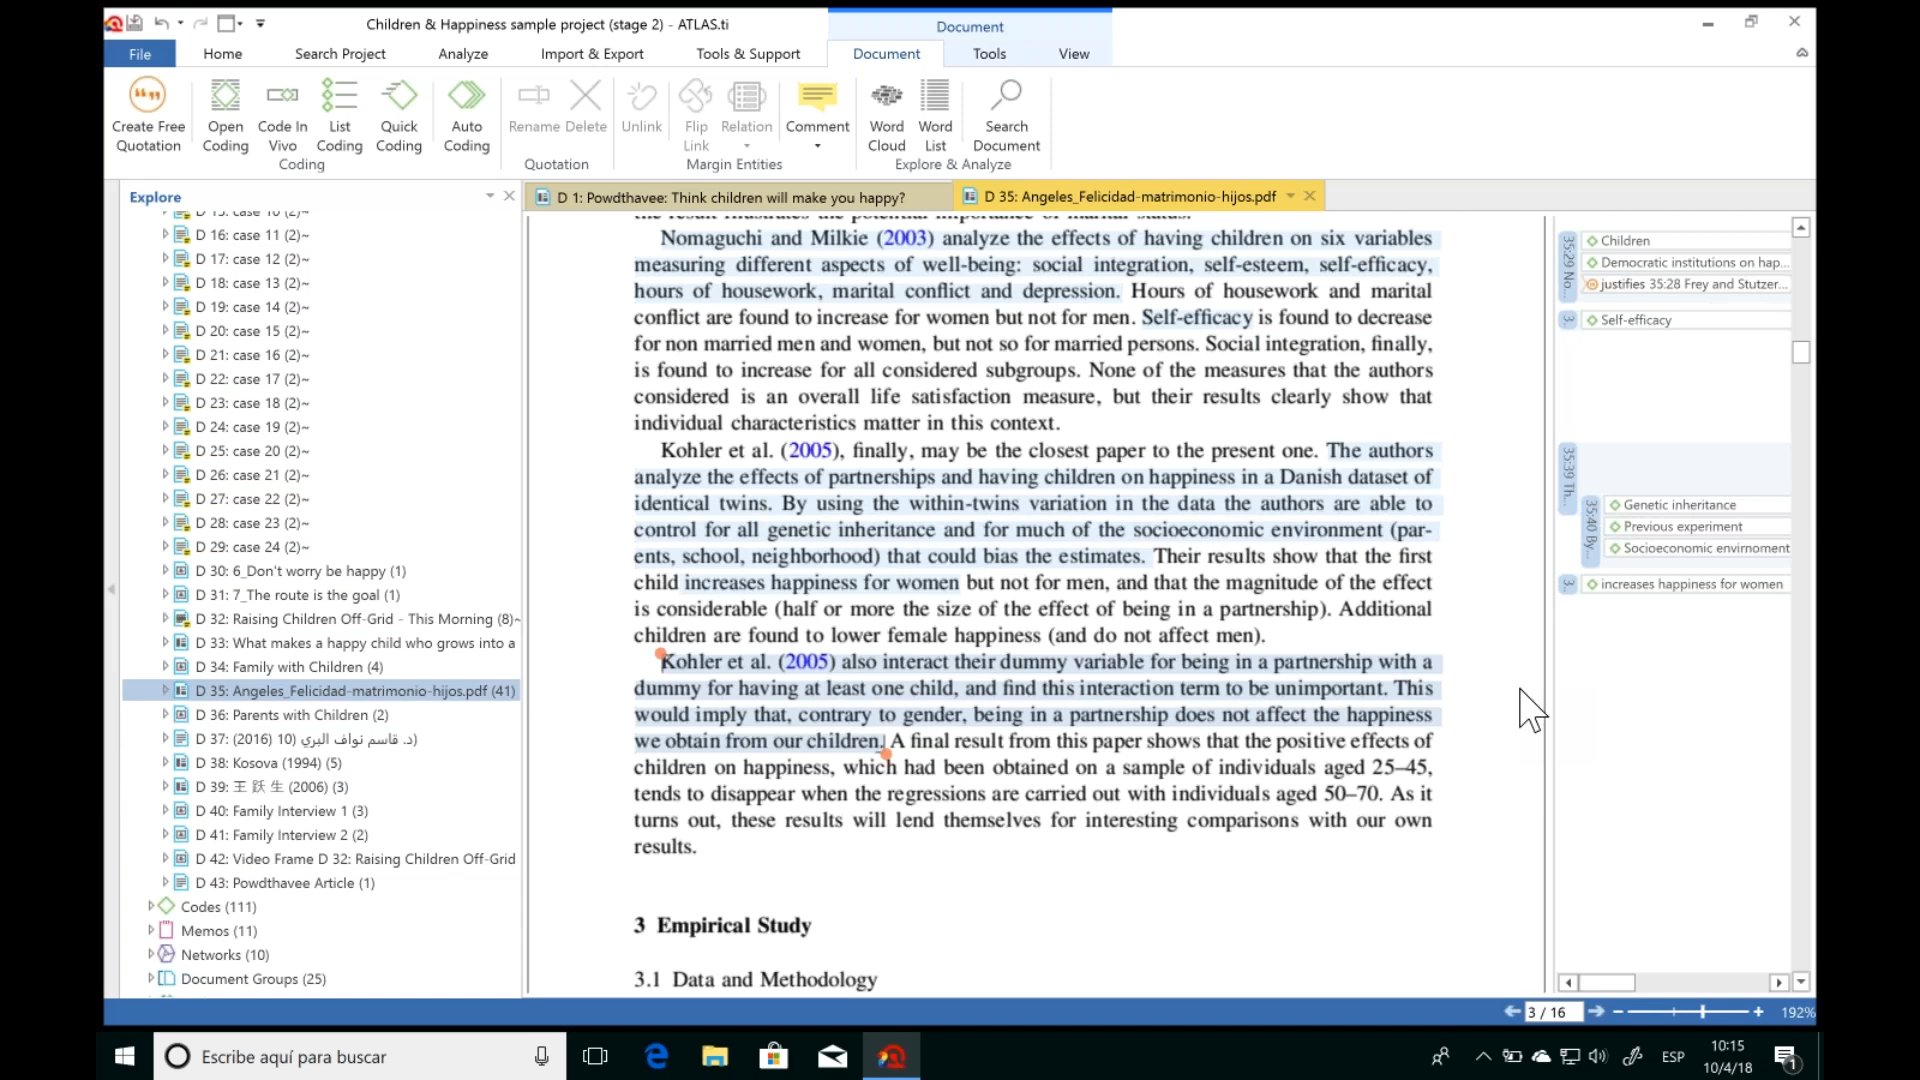 Children & Happiness sample project (stage 2) - ATLAS.ti
Document
File
Home
Search Project
Analyze
Import & Export
Tools & Support
Document
Tools
View
Create Free Quotation
Open Coding
Code In Vivo
List Coding
Quick Coding
Auto Coding
Rename
Delete
Unlink
Flip Link
Relation
Comment
Word Cloud
Word List
Search Document
Coding
Quotation
Margin Entities
Explore & Analyze
Explore
D 1: Powdthavee: Think children will make you happy?
D 35: Angeles_Felicidad-matrimonio-hijos.pdf
D 15: case 10 (2)~
D 16: case 11 (2)~
D 17: case 12 (2)~
D 18: case 13 (2)~
D 19: case 14 (2)~
D 20: case 15 (2)~
D 21: case 16 (2)~
D 22: case 17 (2)~
D 23: case 18 (2)~
D 24: case 19 (2)~
D 25: case 20 (2)~
D 26: case 21 (2)~
D 27: case 22 (2)~
D 28: case 23 (2)~
D 29: case 24 (2)~
D 30: 6_Don't worry be happy (1)
D 31: 7_The route is the goal (1)
D 32: Raising Children Off-Grid - This Morning (8)~
D 33: What makes a happy child who grows into a
D 34: Family with Children (4)
D 35: Angeles_Felicidad-matrimonio-hijos.pdf (41)
D 36: Parents with Children (2)
D 37: (2016) د. قاسم نواف البري (10)
D 38: Kosova (1994) (5)
D 39: 王 跃 生 (2006) (3)
D 40: Family Interview 1 (3)
D 41: Family Interview 2 (2)
D 42: Video Frame D 32: Raising Children Off-Grid
D 43: Powdthavee Article (1)
Codes (111)
Memos (11)
Networks (10)
Document Groups (25)
the result illustrates the potential importance of marital status.
Nomaguchi and Milkie (2003) analyze the effects of having children on six variables
measuring different aspects of well-being: social integration, self-esteem, self-efficacy,
hours of housework, marital conflict and depression. Hours of housework and marital
conflict are found to increase for women but not for men. Self-efficacy is found to decrease
for non married men and women, but not so for married persons. Social integration, finally,
is found to increase for all considered subgroups. None of the measures that the authors
considered is an overall life satisfaction measure, but their results clearly show that
individual characteristics matter in this context.
Kohler et al. (2005), finally, may be the closest paper to the present one. The authors
analyze the effects of partnerships and having children on happiness in a Danish dataset of
identical twins. By using the within-twins variation in the data the authors are able to
control for all genetic inheritance and for much of the socioeconomic environment (par-
ents, school, neighborhood) that could bias the estimates. Their results show that the first
child increases happiness for women but not for men, and that the magnitude of the effect
is considerable (half or more the size of the effect of being in a partnership). Additional
children are found to lower female happiness (and do not affect men).
Kohler et al. (2005) also interact their dummy variable for being in a partnership with a
dummy for having at least one child, and find this interaction term to be unimportant. This
would imply that, contrary to gender, being in a partnership does not affect the happiness
we obtain from our children. A final result from this paper shows that the positive effects of
children on happiness, which had been obtained on a sample of individuals aged 25–45,
tends to disappear when the regressions are carried out with individuals aged 50–70. As it
turns out, these results will lend themselves for interesting comparisons with our own
results.
3 Empirical Study
3.1 Data and Methodology
35:29 No...
Children
Democratic institutions on hap...
justifies 35:28 Frey and Stutzer...
3.
Self-efficacy
35:39 Th...
35:40 By...
Genetic inheritance
Previous experiment
Socioeconomic envirnoment
3.
increases happiness for women
3 / 16
192%
Escribe aquí para buscar
ESP
10:15
10/4/18
1